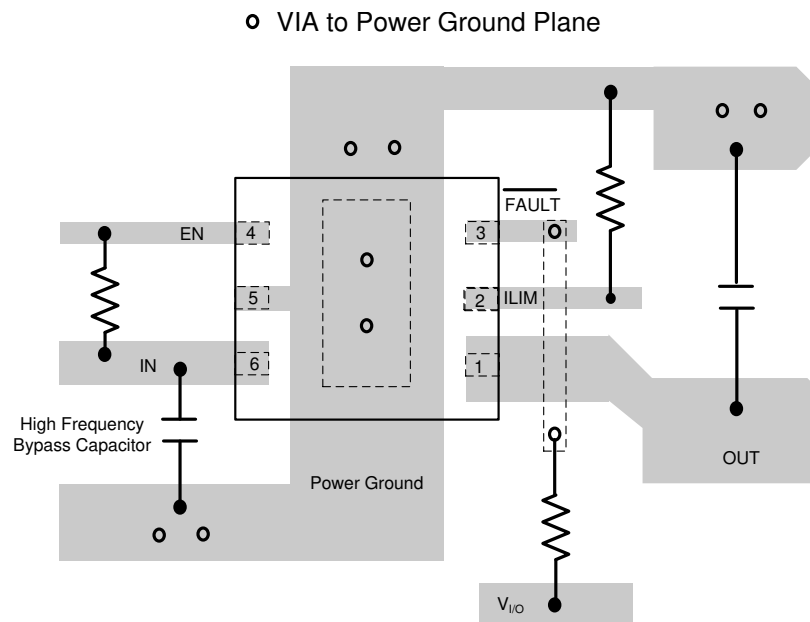 VIA to Power Ground Plane
FAULT
EN 4
3
5
2 ILIM
IN 6
1
High Frequency
Bypass Capacitor
Power Ground
OUT
VI/O